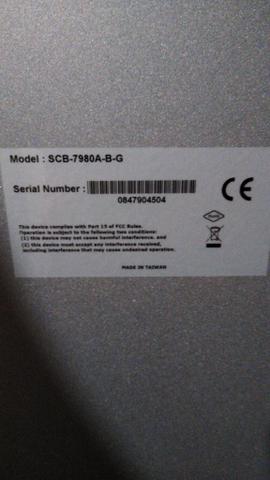 Model : SCB-7980A-B-G
Serial Number :
0847904504
CE
This device complies with Part 15 of FCC Rules.
Operation is subject to the following two conditions:
(1) this device may not cause harmful interference, and
(2) this device must accept any interference received,
including interference that may cause undesired operation.
MADE IN TAIWAN